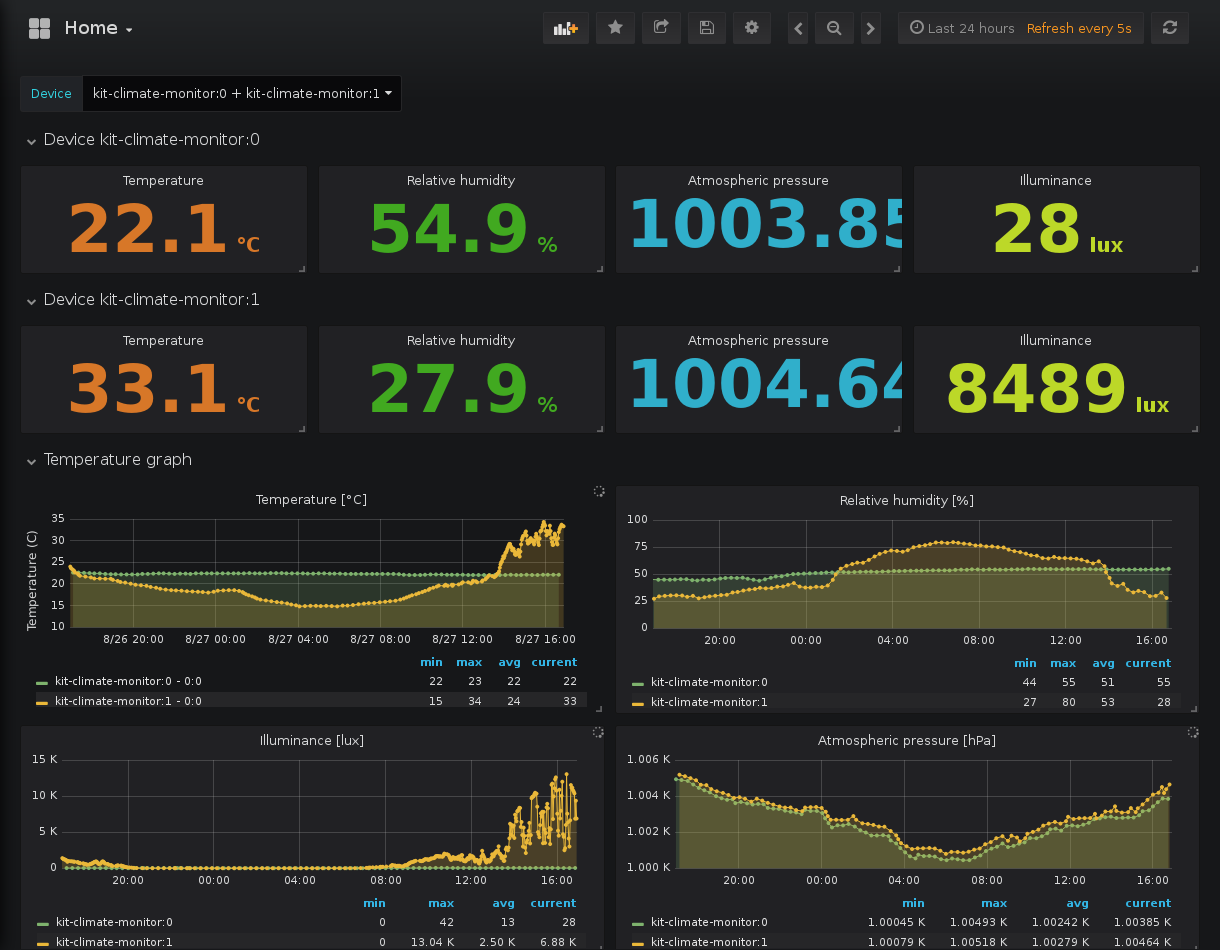 Home
Last 24 hours Refresh every 5s
Device kit-climate-monitor:0 + kit-climate-monitor:1
Device kit-climate-monitor:0
Temperature Relative humidity Atmospheric pressure Illuminance
22.1 °C 54.9 % 1003.85 28 lux
Device kit-climate-monitor:1
Temperature Relative humidity Atmospheric pressure Illuminance
33.1 °C 27.9 % 1004.64 8489 lux
Temperature graph
Temperature [°C]
Temperature (C)
35
30
25
20
15
10
8/26 20:00 8/27 00:00 8/27 04:00 8/27 08:00 8/27 12:00 8/27 16:00
min max avg current
kit-climate-monitor:0 - 0:0 22 23 22 22
kit-climate-monitor:1 - 0:0 15 34 24 33
Relative humidity [%]
100
75
50
25
0
20:00 00:00 04:00 08:00 12:00 16:00
min max avg current
kit-climate-monitor:0 44 55 51 55
kit-climate-monitor:1 27 80 53 28
Illuminance [lux]
15 K
10 K
5 K
0
20:00 00:00 04:00 08:00 12:00 16:00
min max avg current
kit-climate-monitor:0 0 42 13 28
kit-climate-monitor:1 0 13.04 K 2.50 K 6.88 K
Atmospheric pressure [hPa]
1.006 K
1.004 K
1.002 K
1.000 K
20:00 00:00 04:00 08:00 12:00 16:00
min max avg current
kit-climate-monitor:0 1.00045 K 1.00493 K 1.00242 K 1.00385 K
kit-climate-monitor:1 1.00079 K 1.00518 K 1.00279 K 1.00464 K